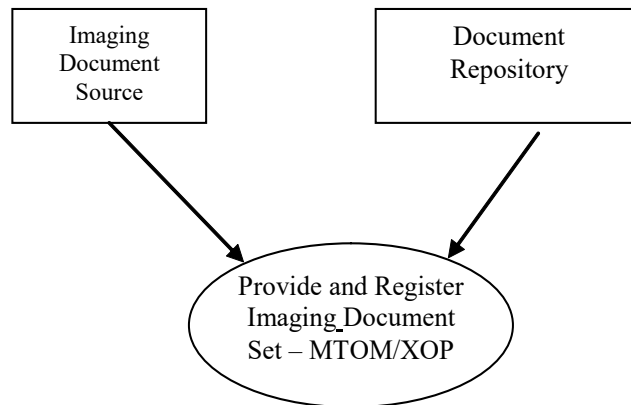 Imaging
Document
Source
Document
Repository
Provide and Register
Imaging Document
Set – MTOM/XOP